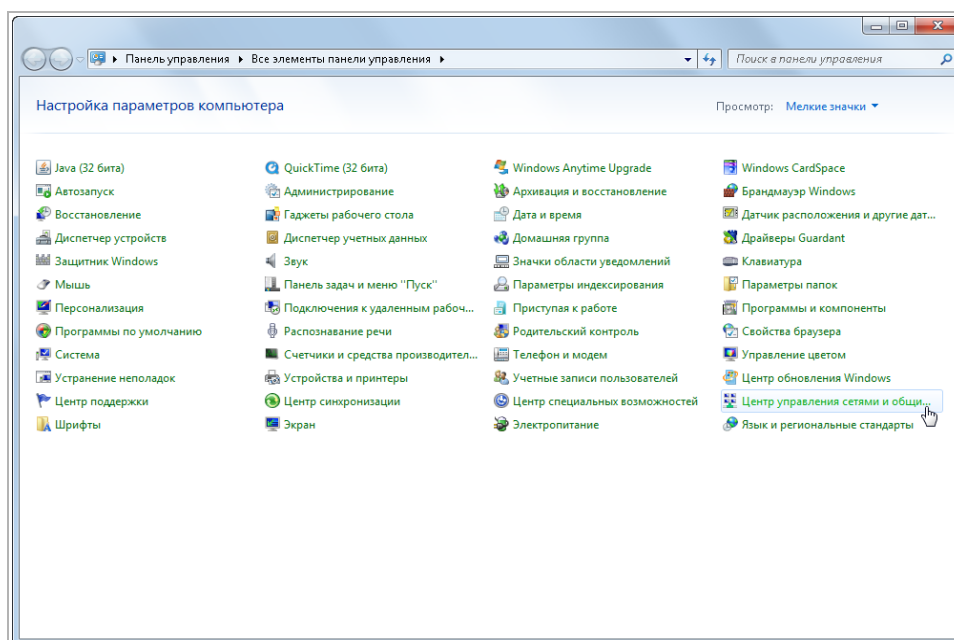 Панель управления ▸ Все элементы панели управления ▸ Поиск в панели управления
Настройка параметров компьютера
Просмотр: Мелкие значки
Java (32 бита) QuickTime (32 бита) Windows Anytime Upgrade Windows CardSpace
Автозапуск Администрирование Архивация и восстановление Брандмауэр Windows
Восстановление Гаджеты рабочего стола Дата и время Датчик расположения и другие дат...
Диспетчер устройств Диспетчер учетных данных Домашняя группа Драйверы Guardant
Защитник Windows Звук Значки области уведомлений Клавиатура
Мышь Панель задач и меню "Пуск" Параметры индексирования Параметры папок
Персонализация Подключения к удаленным рабоч... Приступая к работе Программы и компоненты
Программы по умолчанию Распознавание речи Родительский контроль Свойства браузера
Система Счетчики и средства производител... Телефон и модем Управление цветом
Устранение неполадок Устройства и принтеры Учетные записи пользователей Центр обновления Windows
Центр поддержки Центр синхронизации Центр специальных возможностей Центр управления сетями и общи...
Шрифты Экран Электропитание Язык и региональные стандарты